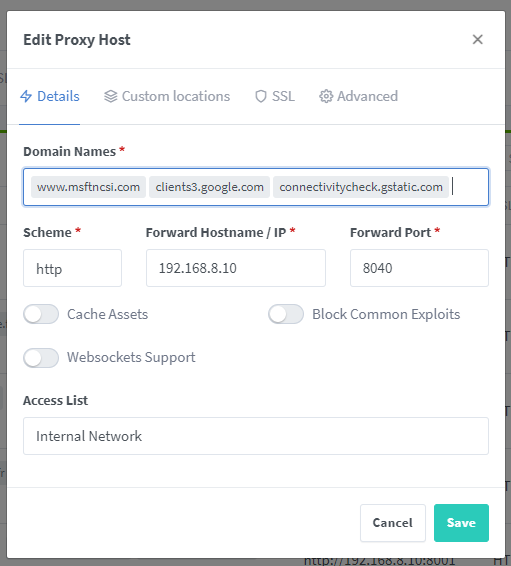 Edit Proxy Host ×
Details Custom locations SSL Advanced
Domain Names *
www.msftncsi.com clients3.google.com connectivitycheck.gstatic.com
Scheme * Forward Hostname / IP * Forward Port *
http 192.168.8.10 8040
Cache Assets Block Common Exploits
Websockets Support
Access List
Internal Network
Cancel Save
http://192.168.8.10:8001 HT